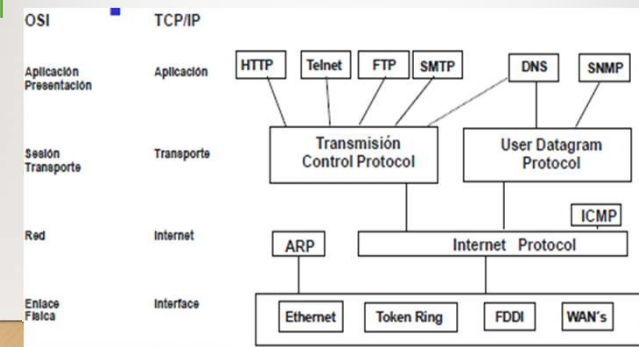 OSI TCP/IP
HTTP Telnet FTP SMTP DNS SNMP
Aplicación Aplicación
Presentación
Transmisión User Datagram
Control Protocol Protocol
Sesión Transporte
Transporte
ICMP
Red Internet ARP Internet Protocol
Enlace Interface
Física
Ethernet Token Ring FDDI WAN's